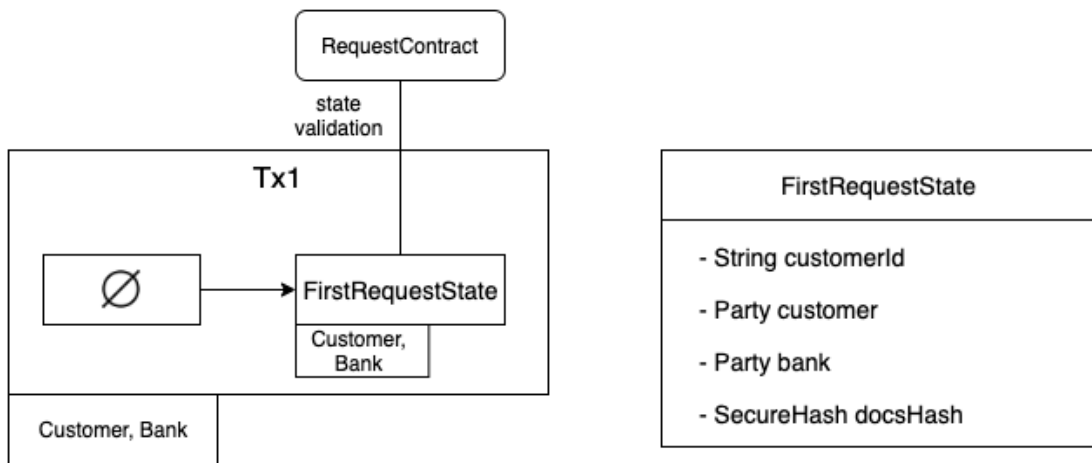 RequestContract
state
validation
Tx1
∅
FirstRequestState
Customer,
Bank
Customer, Bank
FirstRequestState
- String customerId
- Party customer
- Party bank
- SecureHash docsHash